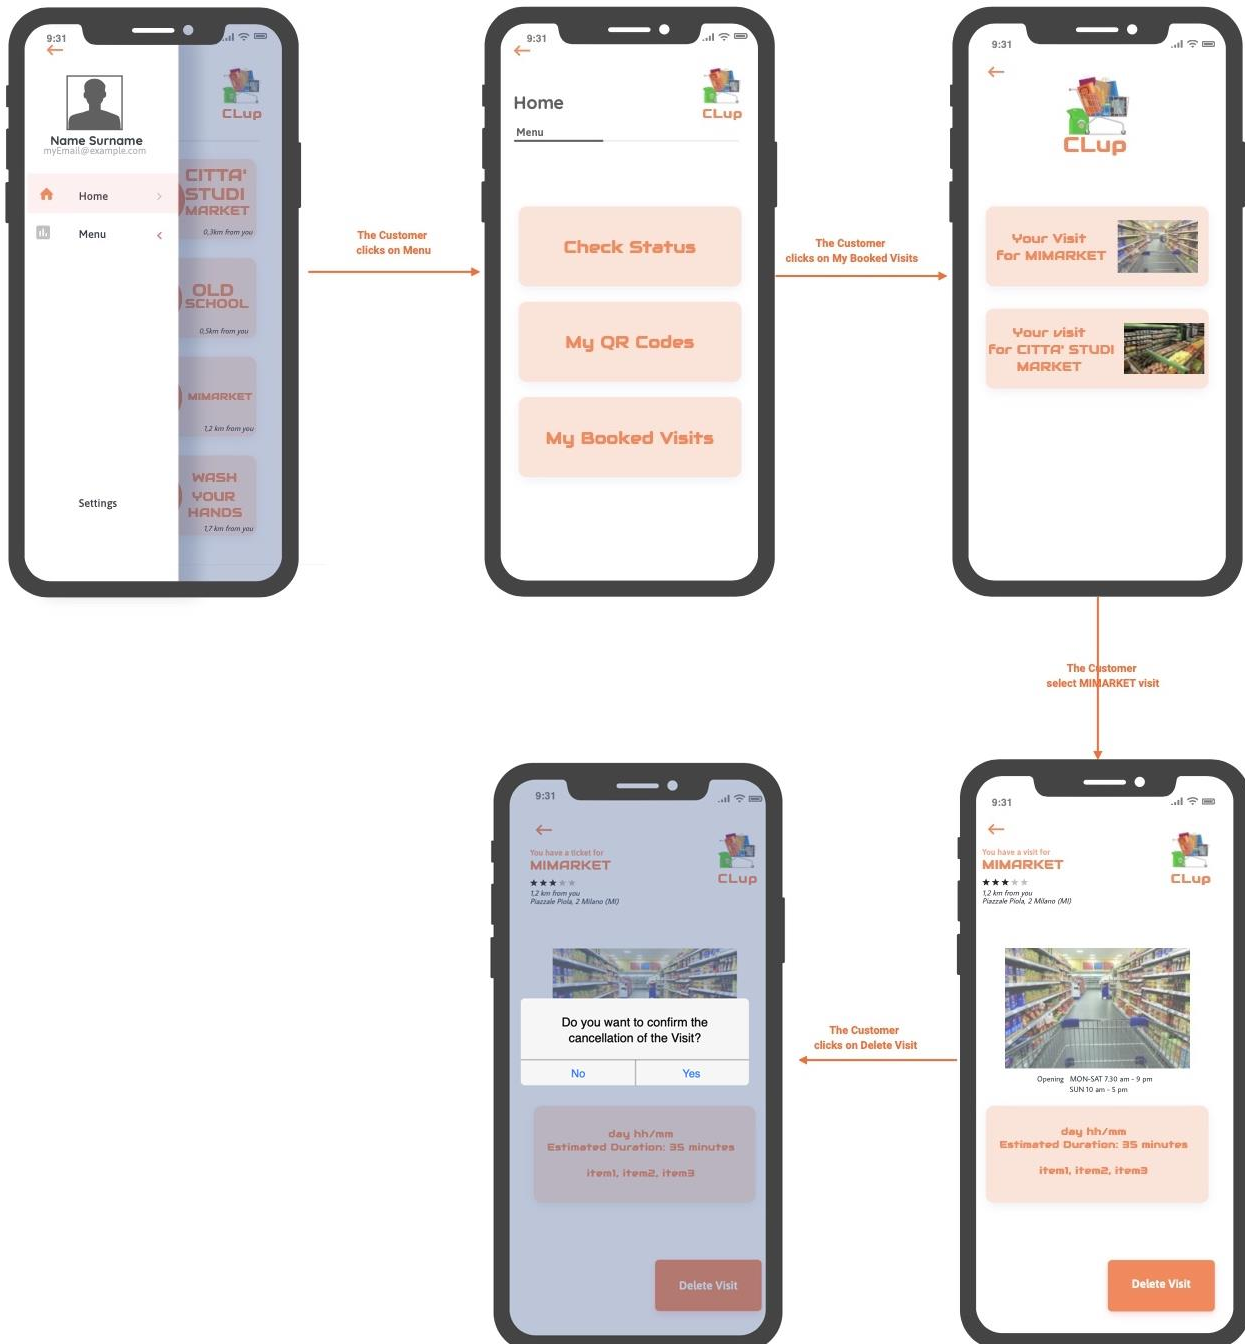 9:31
Name Surname
myEmail@example.com
Home
Menu
Settings
CLup
CITTA'
STUDI
MARKET
0,3km from you
OLD
SCHOOL
0,5km from you
MIMARKET
1,2 km from you
WASH
YOUR
HANDS
1,7 km from you
The Customer
clicks on Menu
9:31
CLup
Home
Menu
Check Status
My QR Codes
My Booked Visits
The Customer
clicks on My Booked Visits
9:31
CLup
Your Visit
for MIMARKET
Your visit
for CITTA' STUDI
MARKET
The Customer
select MIMARKET visit
9:31
You have a visit for
MIMARKET
1,2 km from you
Piazzale Piola, 2 Milano (MI)
CLup
Opening MON-SAT 7.30 am - 9 pm
SUN 10 am - 5 pm
day hh/mm
Estimated Duration: 35 minutes
item1, item2, item3
Delete Visit
The Customer
clicks on Delete Visit
9:31
You have a ticket for
MIMARKET
1,2 km from you
Piazzale Piola, 2 Milano (MI)
CLup
Do you want to confirm the
cancellation of the Visit?
No Yes
day hh/mm
Estimated Duration: 35 minutes
item1, item2, item3
Delete Visit